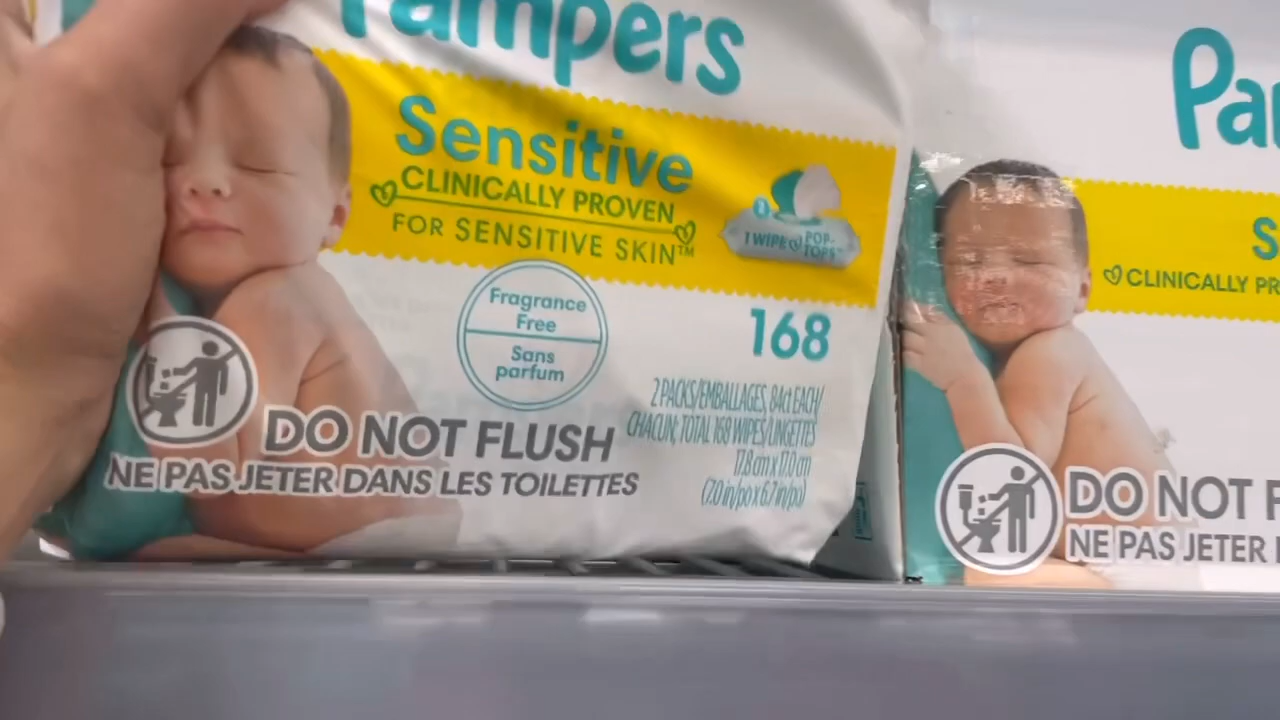 Pampers
Sensitive
CLINICALLY PROVEN
FOR SENSITIVE SKIN™
1 WIPE POP-
TOPS™
Fragrance
Free
Sans
parfum
168
2 PACKS/EMBALLAGES, 84ct EACH/
CHACUN; TOTAL 168 WIPES/LINGETTES
17.8 cm x 17.0 cm
(7.0 in/po x 6.7 in/po)
DO NOT FLUSH
NE PAS JETER DANS LES TOILETTES
Pa
S
CLINICALLY PR
DO NOT F
NE PAS JETER